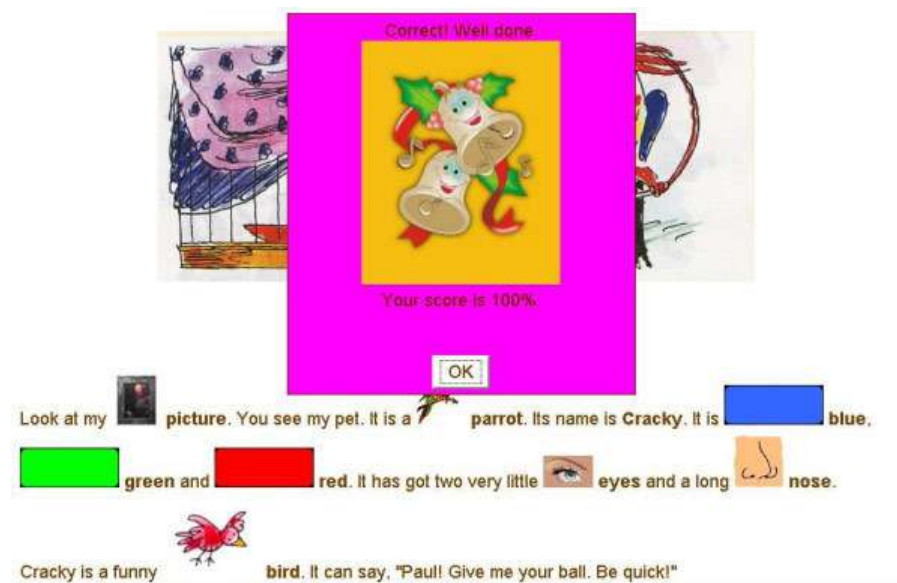 Correct! Well done.
Your score is 100%.
OK
Look at my picture. You see my pet. It is a parrot. Its name is Cracky. It is blue,
green and red. It has got two very little eyes and a long nose.
Cracky is a funny bird. It can say, "Paul! Give me your ball. Be quick!"